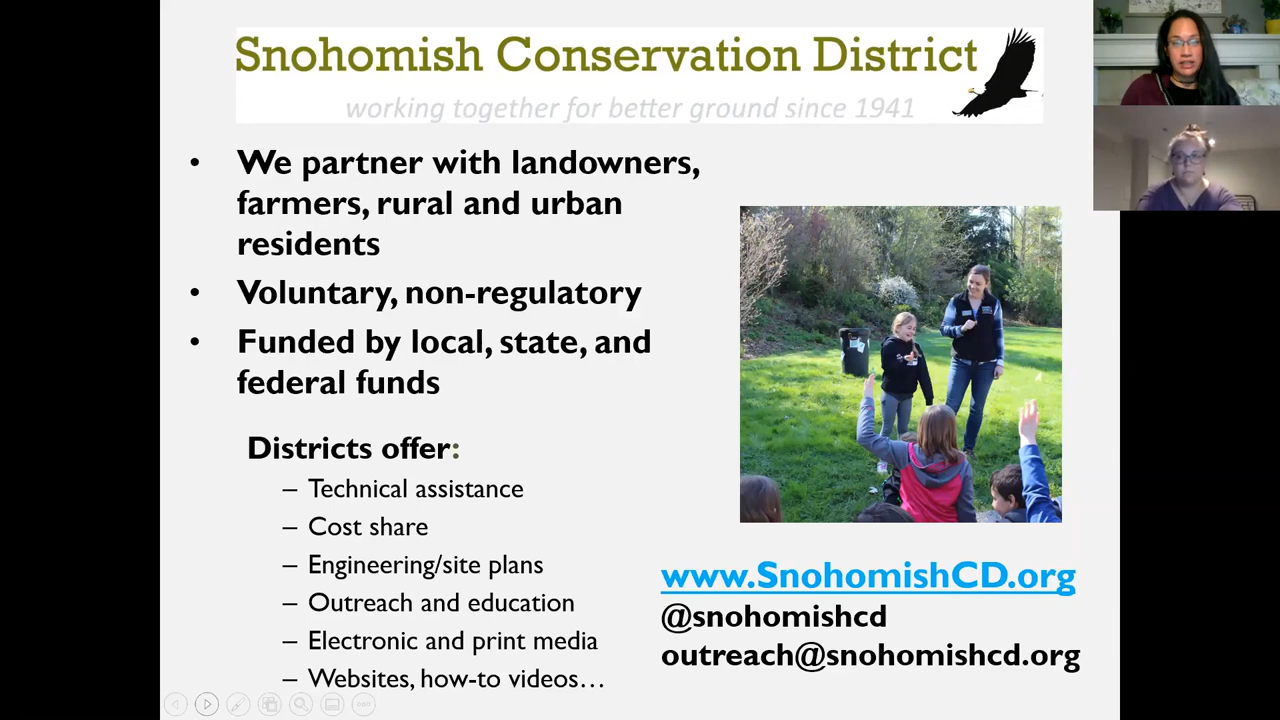 Snohomish Conservation District
working together for better ground since 1941
• We partner with landowners,
farmers, rural and urban
residents
• Voluntary, non-regulatory
• Funded by local, state, and
federal funds
Districts offer:
– Technical assistance
– Cost share
– Engineering/site plans
– Outreach and education
– Electronic and print media
– Websites, how-to videos…
www.SnohomishCD.org
@snohomishcd
outreach@snohomishcd.org